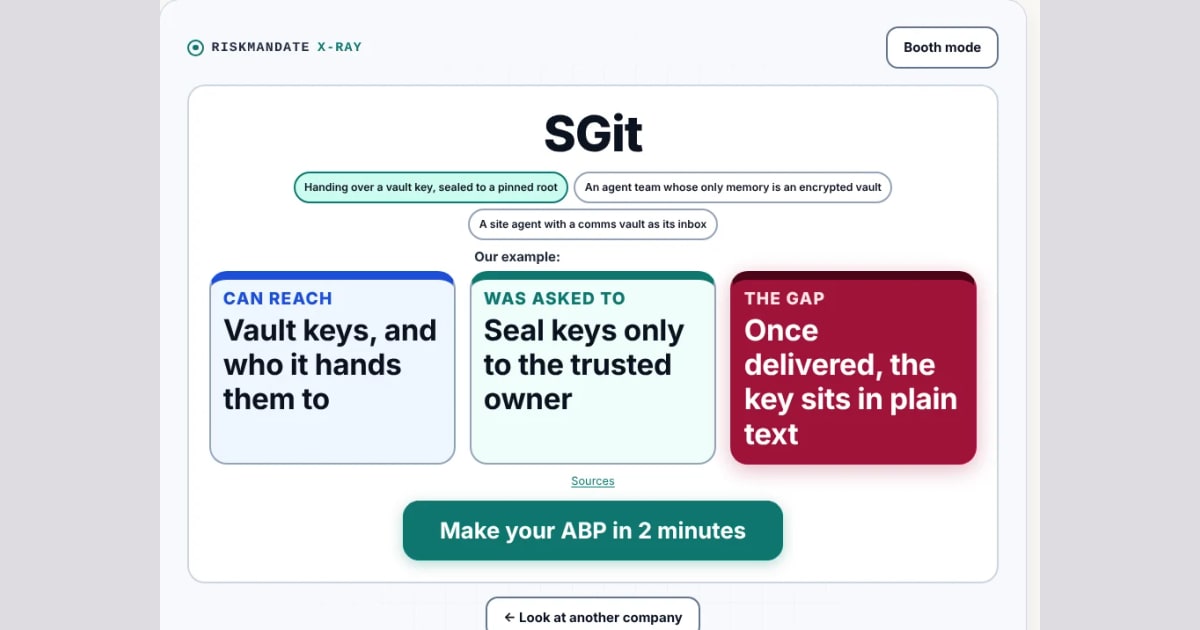 RISKMANDATE X-RAY
Booth mode
SGit
Handing over a vault key, sealed to a pinned root
An agent team whose only memory is an encrypted vault
A site agent with a comms vault as its inbox
Our example:
CAN REACH
Vault keys, and
who it hands
them to
WAS ASKED TO
Seal keys only
to the trusted
owner
THE GAP
Once
delivered, the
key sits in plain
text
Sources
Make your ABP in 2 minutes
← Look at another company